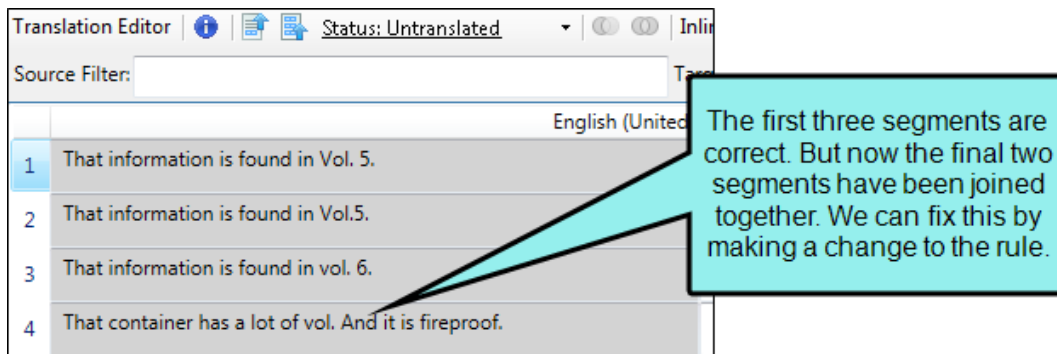 Translation Editor Status: Untranslated Inlin
Source Filter:
English (United
1 That information is found in Vol. 5.
2 That information is found in Vol.5.
3 That information is found in vol. 6.
4 That container has a lot of vol. And it is fireproof.
The first three segments are
correct. But now the final two
segments have been joined
together. We can fix this by
making a change to the rule.